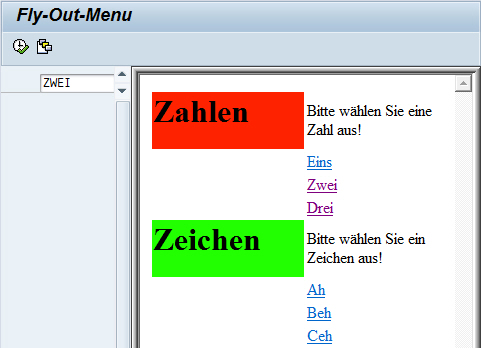 Fly-Out-Menu
ZWEI
Zahlen
Bitte wählen Sie eine
Zahl aus!
Eins
Zwei
Drei
Zeichen
Bitte wählen Sie ein
Zeichen aus!
Ah
Beh
Ceh